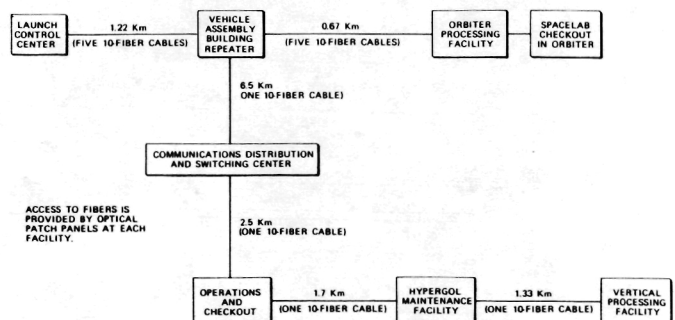 LAUNCH
CONTROL
CENTER
1.22 Km
(FIVE 10-FIBER CABLES)
VEHICLE
ASSEMBLY
BUILDING
REPEATER
0.67 Km
(FIVE 10-FIBER CABLES)
ORBITER
PROCESSING
FACILITY
SPACELAB
CHECKOUT
IN ORBITER
6.5 Km
ONE 10-FIBER CABLE)
COMMUNICATIONS DISTRIBUTION
AND SWITCHING CENTER
ACCESS TO FIBERS IS
PROVIDED BY OPTICAL
PATCH PANELS AT EACH
FACILITY.
2.5 Km
(ONE 10-FIBER CABLE)
OPERATIONS
AND
CHECKOUT
1.7 Km
(ONE 10-FIBER CABLE)
HYPERGOL
MAINTENANCE
FACILITY
1.33 Km
(ONE 10-FIBER CABLE)
VERTICAL
PROCESSING
FACILITY